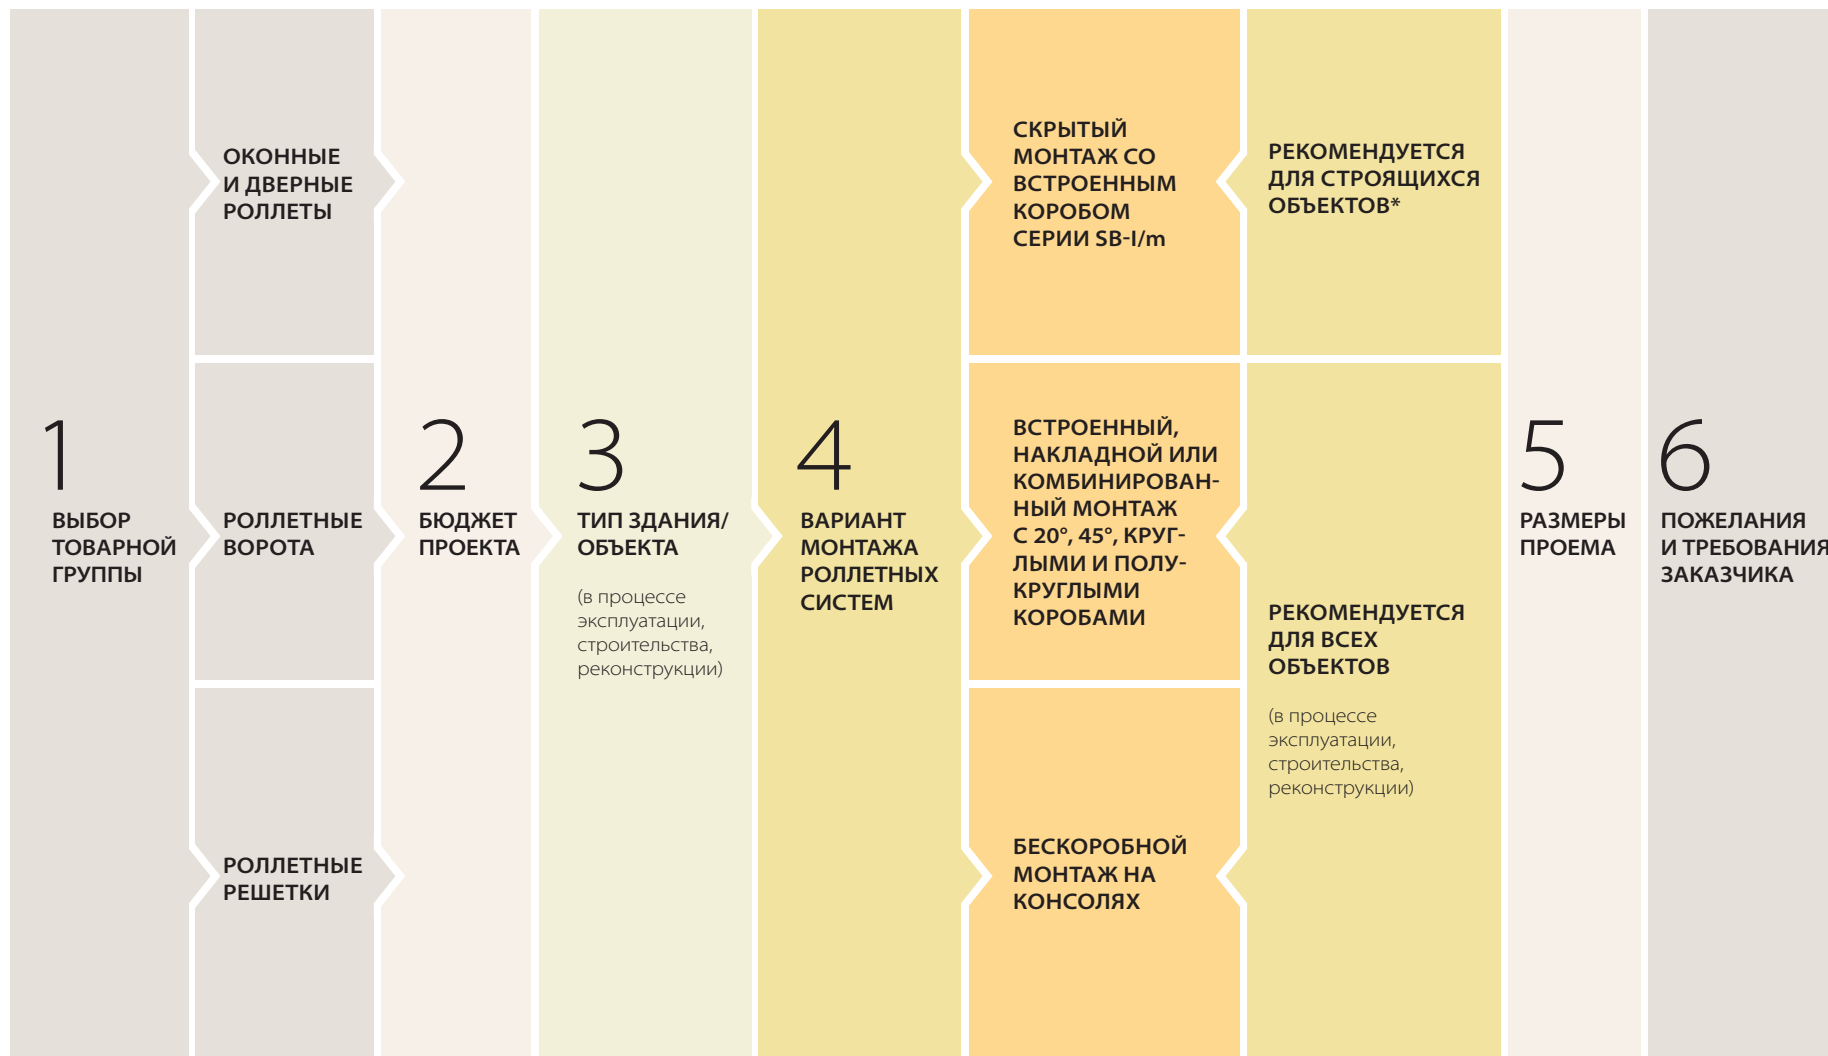 1
ВЫБОР
ТОВАРНОЙ
ГРУППЫ
ОКОННЫЕ
И ДВЕРНЫЕ
РОЛЛЕТЫ
РОЛЛЕТНЫЕ
ВОРОТА
РОЛЛЕТНЫЕ
РЕШЕТКИ
2
БЮДЖЕТ
ПРОЕКТА
3
ТИП ЗДАНИЯ/
ОБЪЕКТА
(в процессе
эксплуатации,
строительства,
реконструкции)
4
ВАРИАНТ
МОНТАЖА
РОЛЛЕТНЫХ
СИСТЕМ
СКРЫТЫЙ
МОНТАЖ СО
ВСТРОЕННЫМ
КОРОБОМ
СЕРИИ SB-I/m
ВСТРОЕННЫЙ,
НАКЛАДНОЙ ИЛИ
КОМБИНИРОВАН-
НЫЙ МОНТАЖ
С 20°, 45°, КРУГ-
ЛЫМИ И ПОЛУ-
КРУГЛЫМИ
КОРОБАМИ
БЕСКОРОБНОЙ
МОНТАЖ НА
КОНСОЛЯХ
РЕКОМЕНДУЕТСЯ
ДЛЯ СТРОЯЩИХСЯ
ОБЪЕКТОВ*
РЕКОМЕНДУЕТСЯ
ДЛЯ ВСЕХ
ОБЪЕКТОВ
(в процессе
эксплуатации,
строительства,
реконструкции)
5
РАЗМЕРЫ
ПРОЕМА
6
ПОЖЕЛАНИЯ
И ТРЕБОВАНИЯ
ЗАКАЗЧИКА